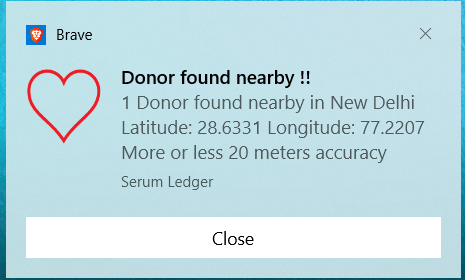 Brave
Donor found nearby !!
1 Donor found nearby in New Delhi
Latitude: 28.6331 Longitude: 77.2207
More or less 20 meters accuracy
Serum Ledger
Close